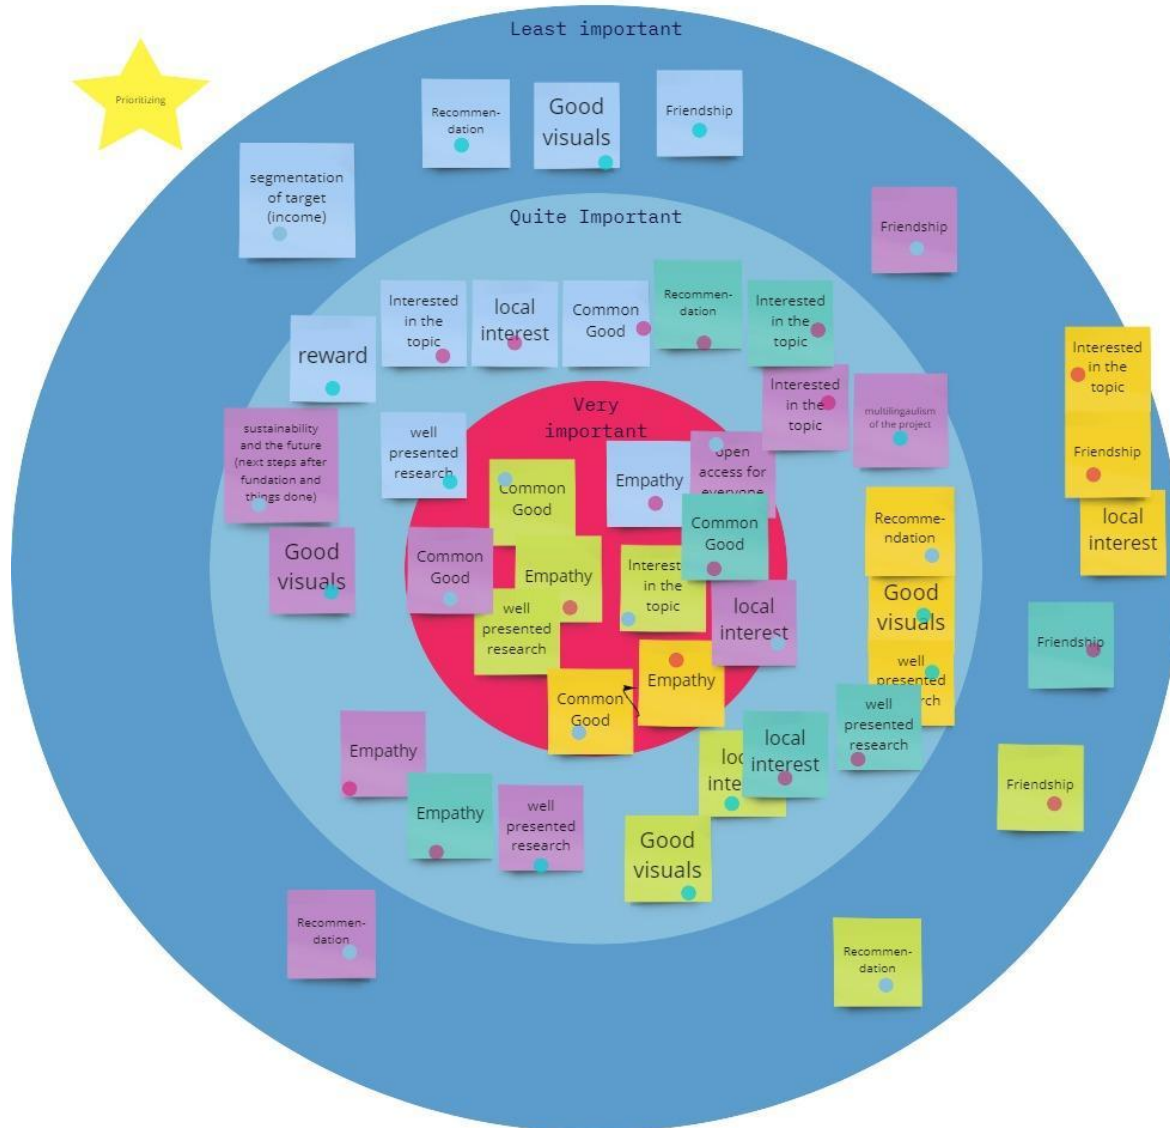 Least important
Prioritizing
Recommen-
dation
Good
visuals
Friendship
segmentation
of target
(income)
Friendship
Quite Important
Interested
in the
topic
local
interest
Common
Good
Recommen-
dation
Interested
in the
topic
reward
Interested
in the
topic
multilingaulism
of the project
Interested
in the
topic
Friendship
local
interest
Very
important
sustainability
and the future
(next steps after
fundation and
things done)
well
presented
research
Empathy
open
access for
everyone
Common
Good
Common
Good
Recomme-
ndation
Good
visuals
Common
Good
Empathy
Interested
in the
topic
Good
visuals
well
presented
research
local
interest
well
presented
Friendship
Empathy
Common
Good
well
presented
research
local
interest
Empathy
Friendship
Empathy
well
presented
research
Good
visuals
Recommen-
dation
Recommen-
dation